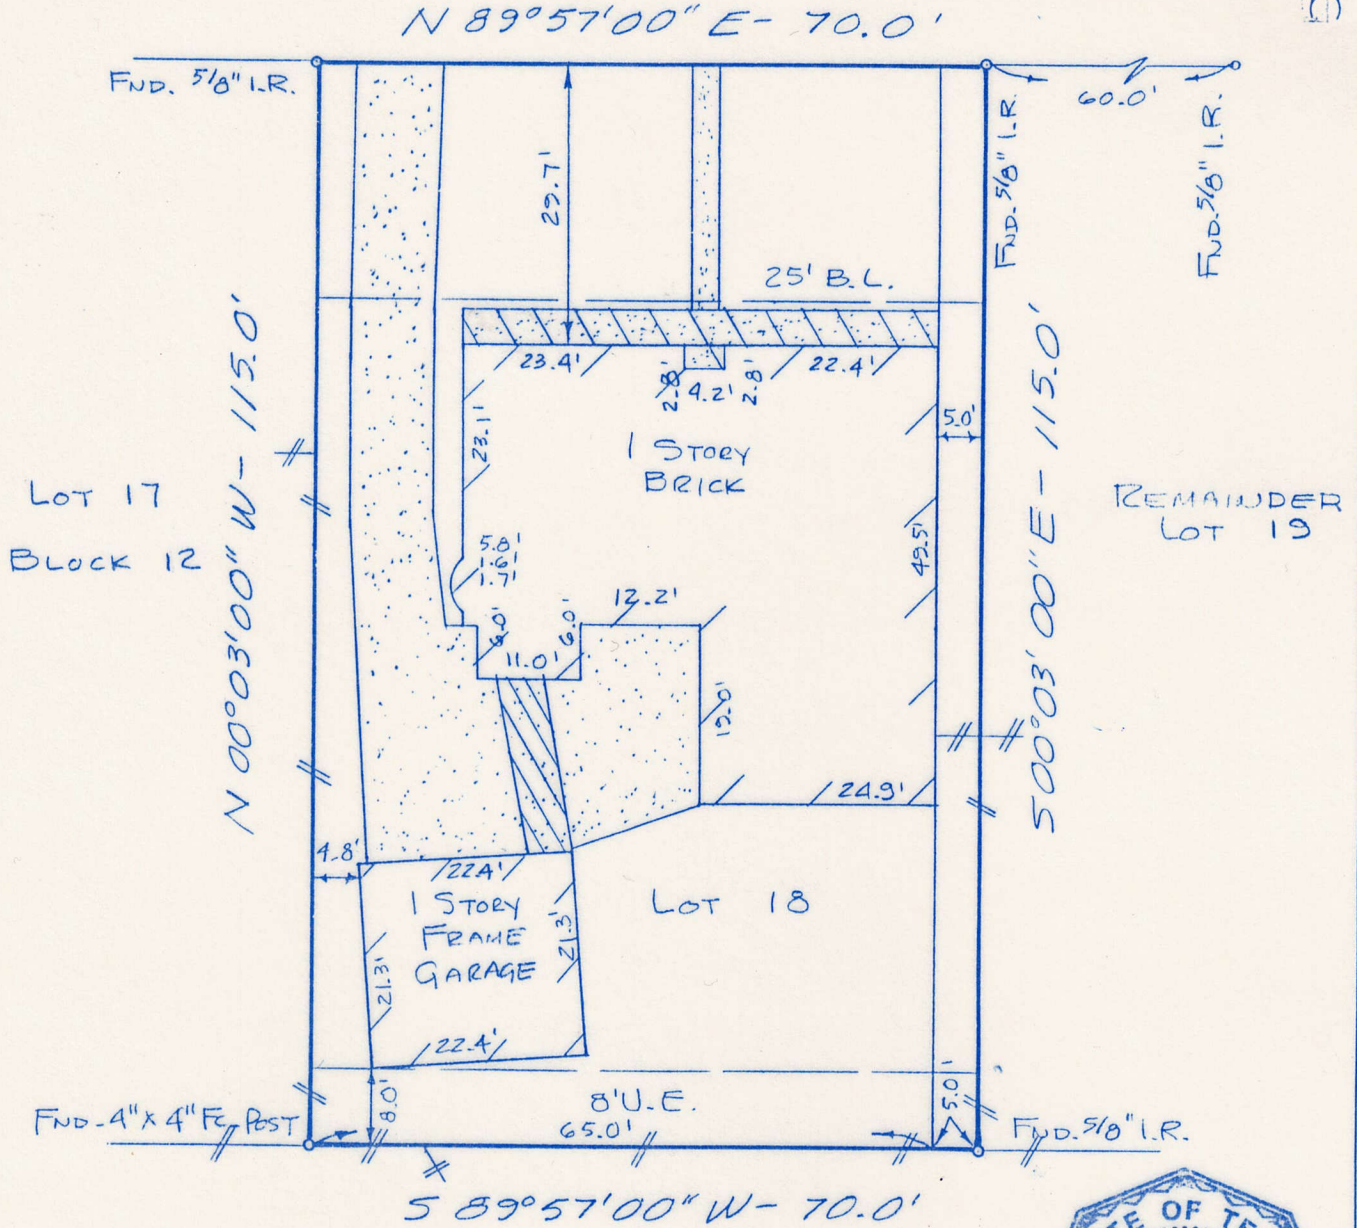 N 89°57'00" E- 70.0'
FND. 5/8" I.R.
60.0'
FND. 5/8" I.R.
FND. 5/8" I.R.
29.7'
25' B.L.
23.4'
22.4'
2.8'
4.2'
2.8'
5.0'
23.1'
1 STORY
BRICK
N 00°03'00" W- 115.0'
S 00°03'00" E- 115.0'
LOT 17
BLOCK 12
REMAINDER
LOT 19
49.5'
5.8'
1.6'
1.7'
12.2'
6.0'
6.0'
11.0'
19.0'
24.9'
4.8'
22.4'
1 STORY
FRAME
GARAGE
21.3'
21.3'
LOT 18
22.4'
8.0'
8' U.E.
5.0'
FND. 4" X 4" FC. POST
65.0'
FND. 5/8" I.R.
S 89°57'00" W- 70.0'
OF